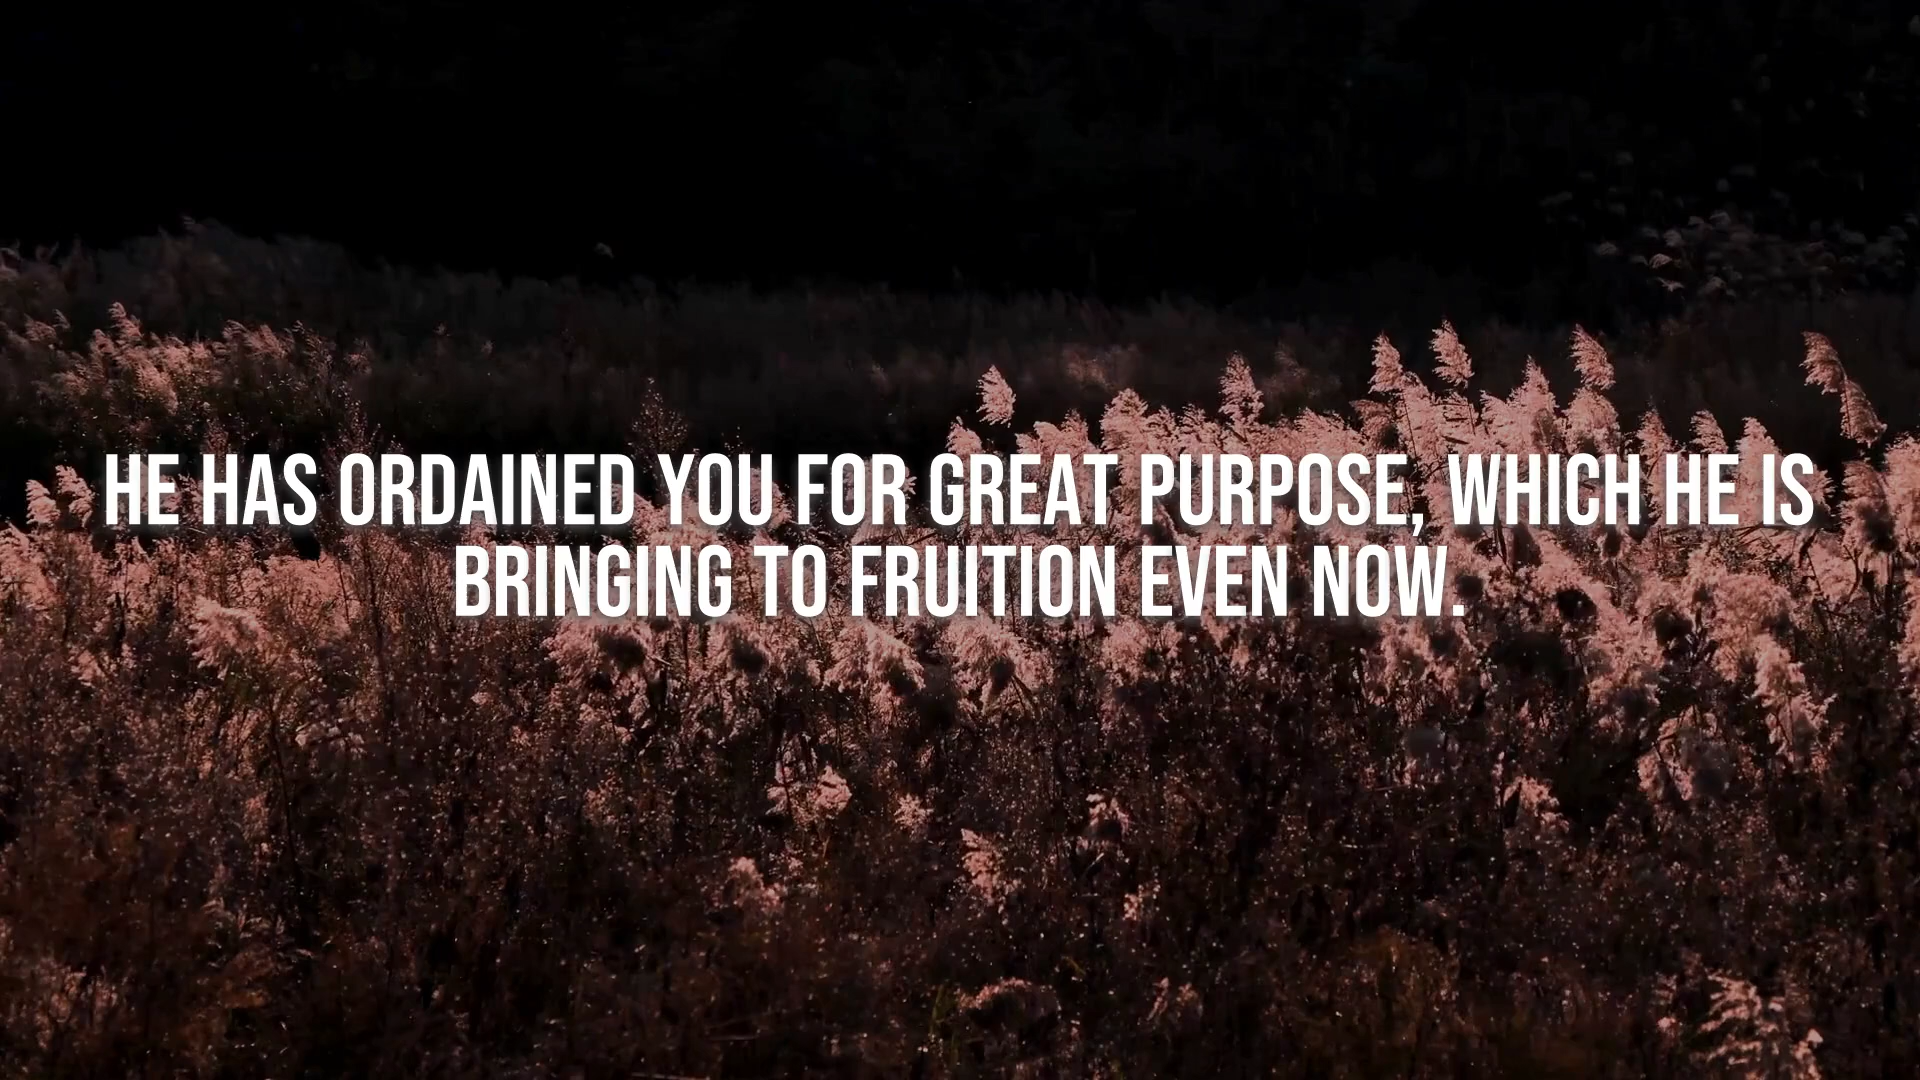 HE HAS ORDAINED YOU FOR GREAT PURPOSE, WHICH HE IS
BRINGING TO FRUITION EVEN NOW.